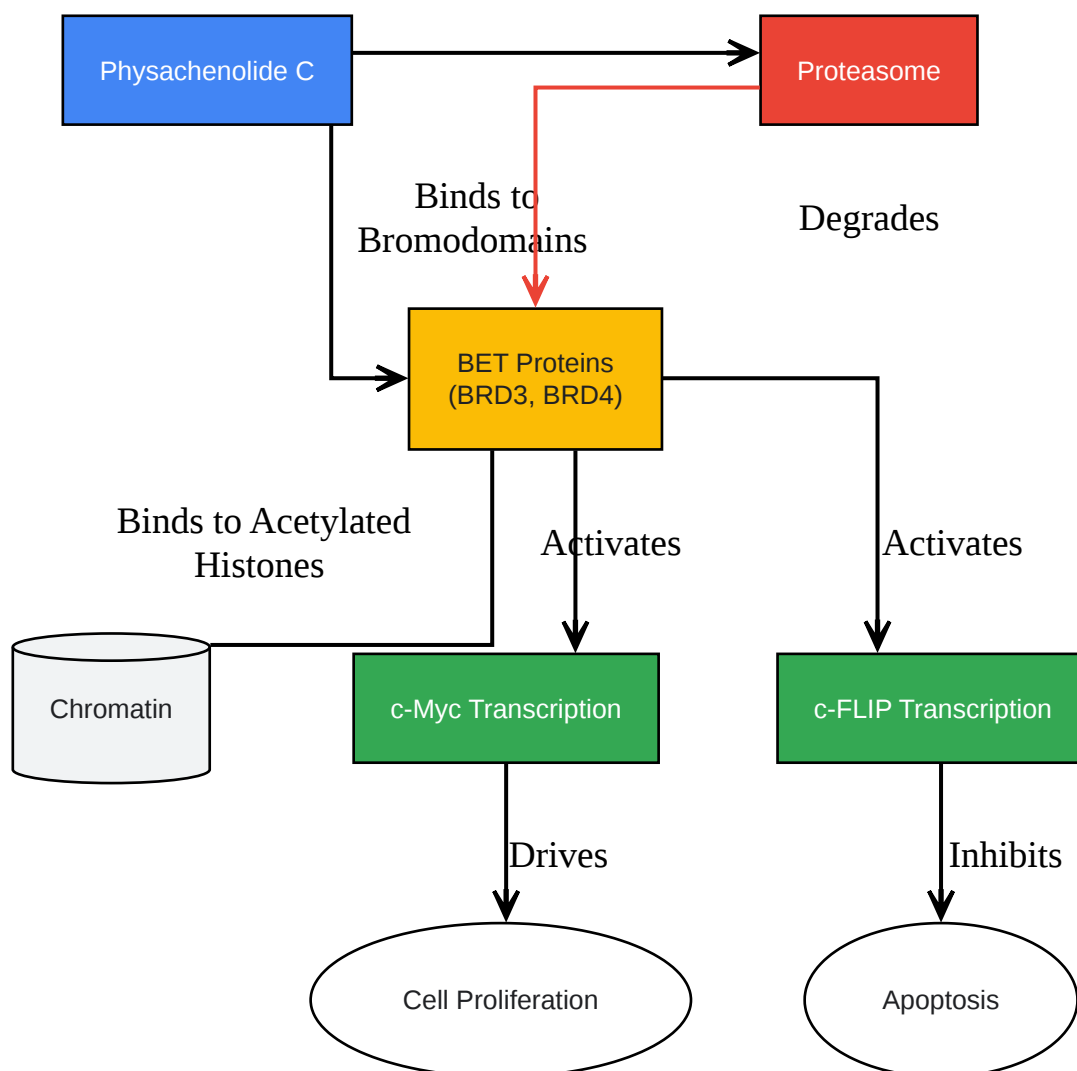 Physachenolide C
Proteasome
Binds to
Bromodomains
Degrades
BET Proteins
(BRD3, BRD4)
Binds to Acetylated
Histones
Activates
Activates
Chromatin
c-Myc Transcription
c-FLIP Transcription
Drives
Inhibits
Cell Proliferation
Apoptosis